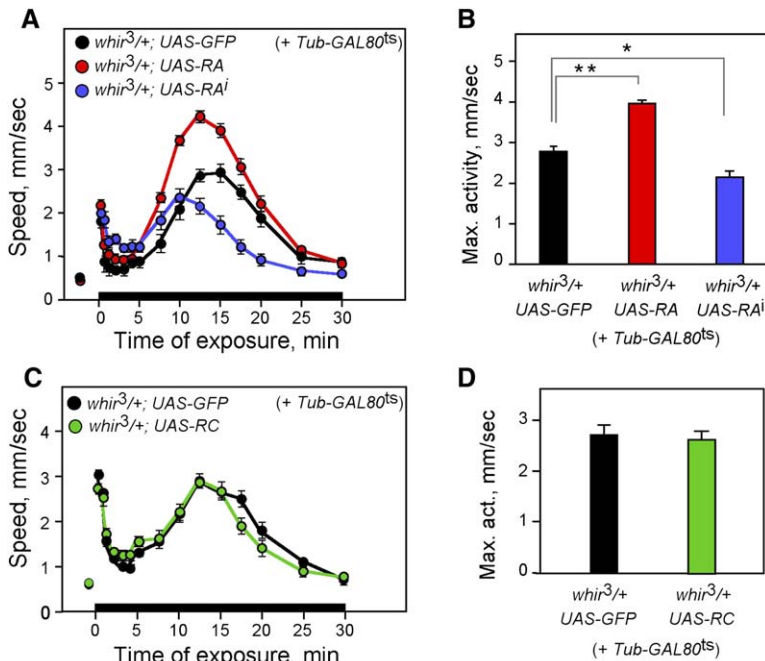 A
whir3/+; UAS-GFP (+ Tub-GAL80ts)
whir3/+; UAS-RA
whir3/+; UAS-RAi
5
4
3
2
1
0
Speed, mm/sec
0 5 10 15 20 25 30
Time of exposure, min
B
* 
**
5
4
3
2
1
0
Max. activity, mm/sec
whir3/+ whir3/+ whir3/+
UAS-GFP UAS-RA UAS-RAi
(+ Tub-GAL80ts)
C
whir3/+; UAS-GFP (+ Tub-GAL80ts)
whir3/+; UAS-RC
4
3
2
1
0
Speed, mm/sec
0 5 10 15 20 25 30
Time of exposure, min
D
3
2
0
Max. act., mm/sec
whir3/+ whir3/+
UAS-GFP UAS-RC
(+ Tub-GAL80ts)